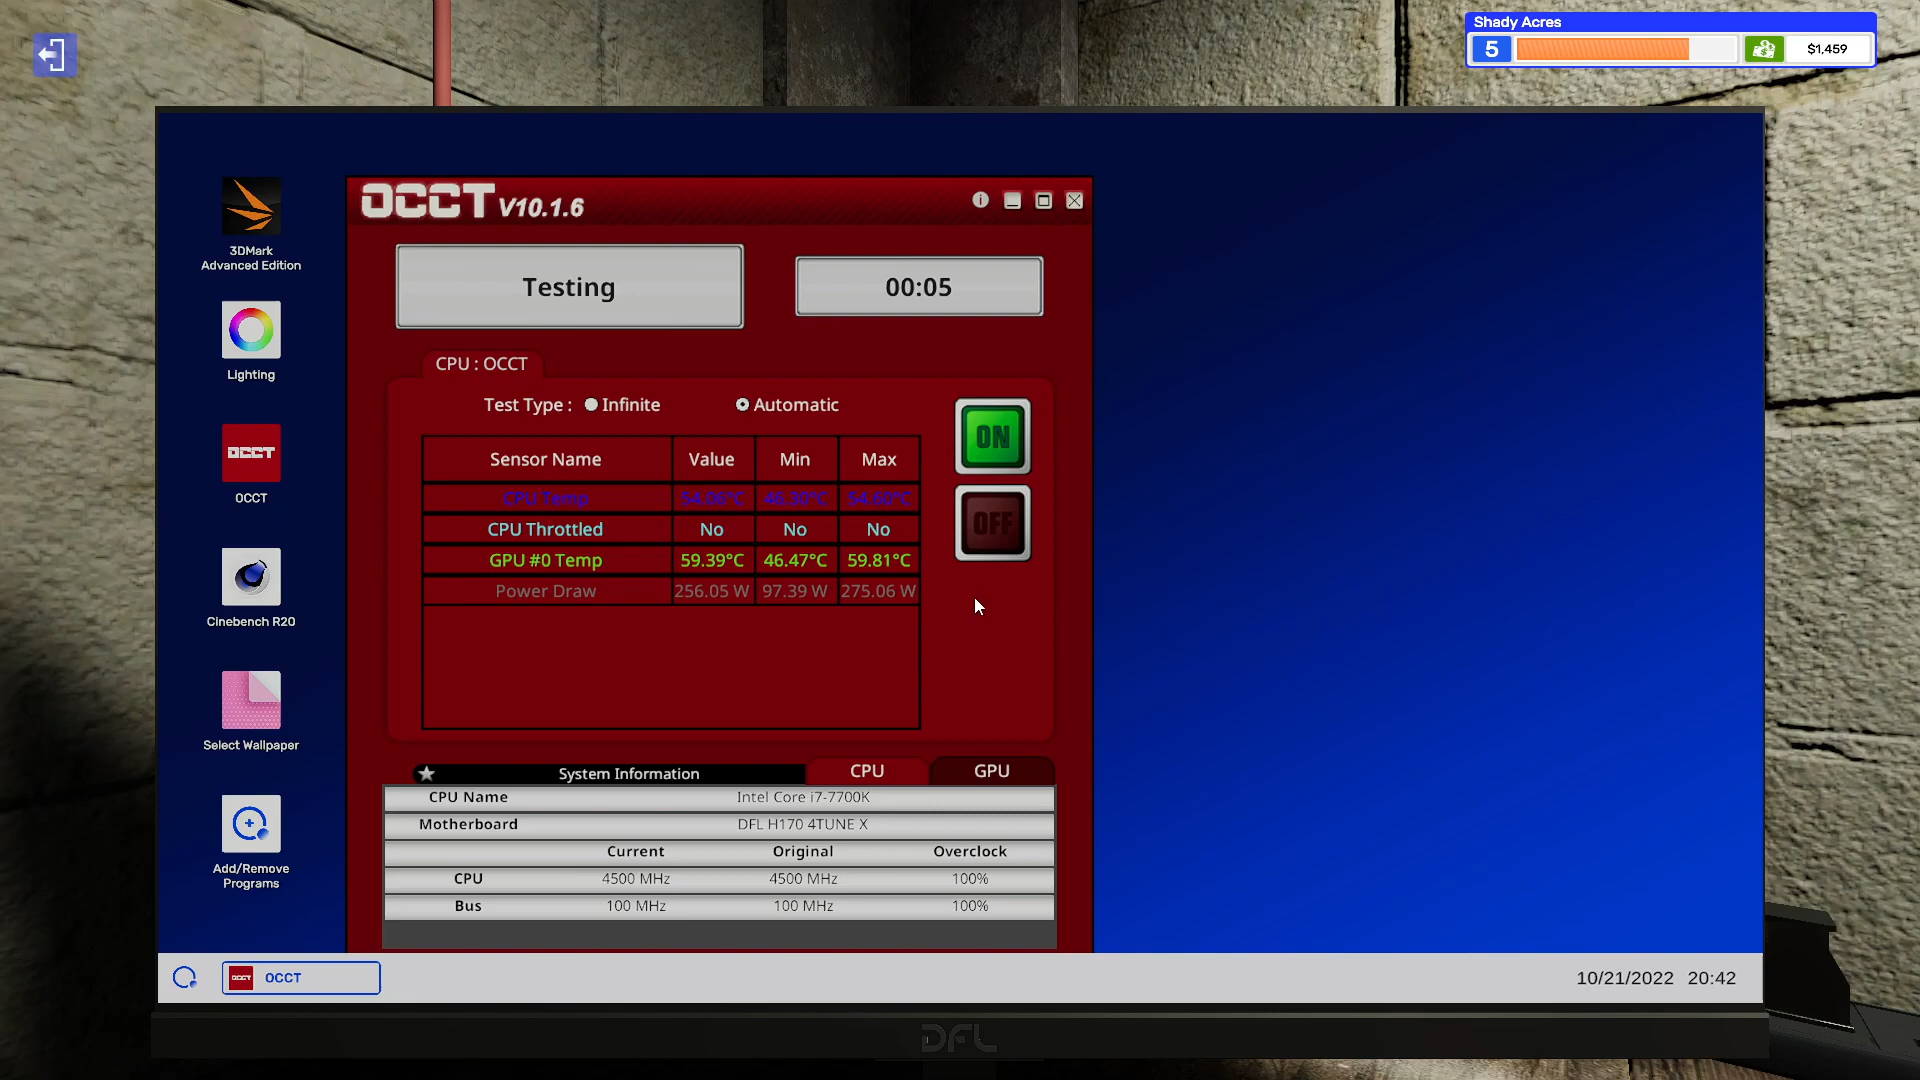 Shady Acres
5
$1,459
3DMark
Advanced Edition
Lighting
OCCT
OCCT
Cinebench R20
Select Wallpaper
Add/Remove
Programs
OCCT V10.1.6
Testing
00:05
CPU : OCCT
Test Type : Infinite Automatic
ON
OFF
Sensor Name Value Min Max
CPU Temp 54.06°C 46.30°C 54.60°C
CPU Throttled No No No
GPU #0 Temp 59.39°C 46.47°C 59.81°C
Power Draw 256.05 W 97.39 W 275.06 W
System Information CPU GPU
CPU Name Intel Core i7-7700K
Motherboard DFL H170 4TUNE X
Current Original Overclock
CPU 4500 MHz 4500 MHz 100%
Bus 100 MHz 100 MHz 100%
OCCT OCCT
10/21/2022 20:42
DFL